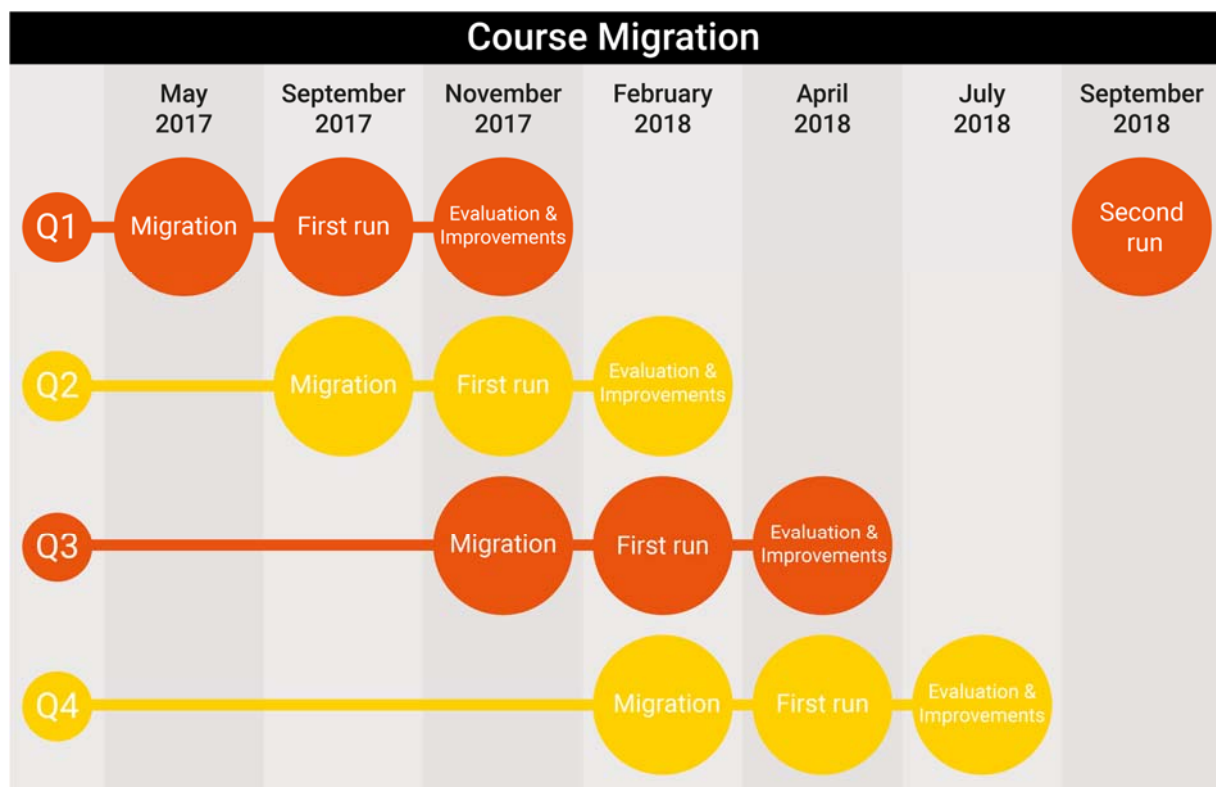 Course Migration
May
2017
September
2017
November
2017
February
2018
April
2018
July
2018
September
2018
Q1
Migration
First run
Evaluation &
Improvements
Second
run
Q2
Migration
First run
Evaluation &
Improvements
Q3
Migration
First run
Evaluation &
Improvements
Q4
Migration
First run
Evaluation &
Improvements